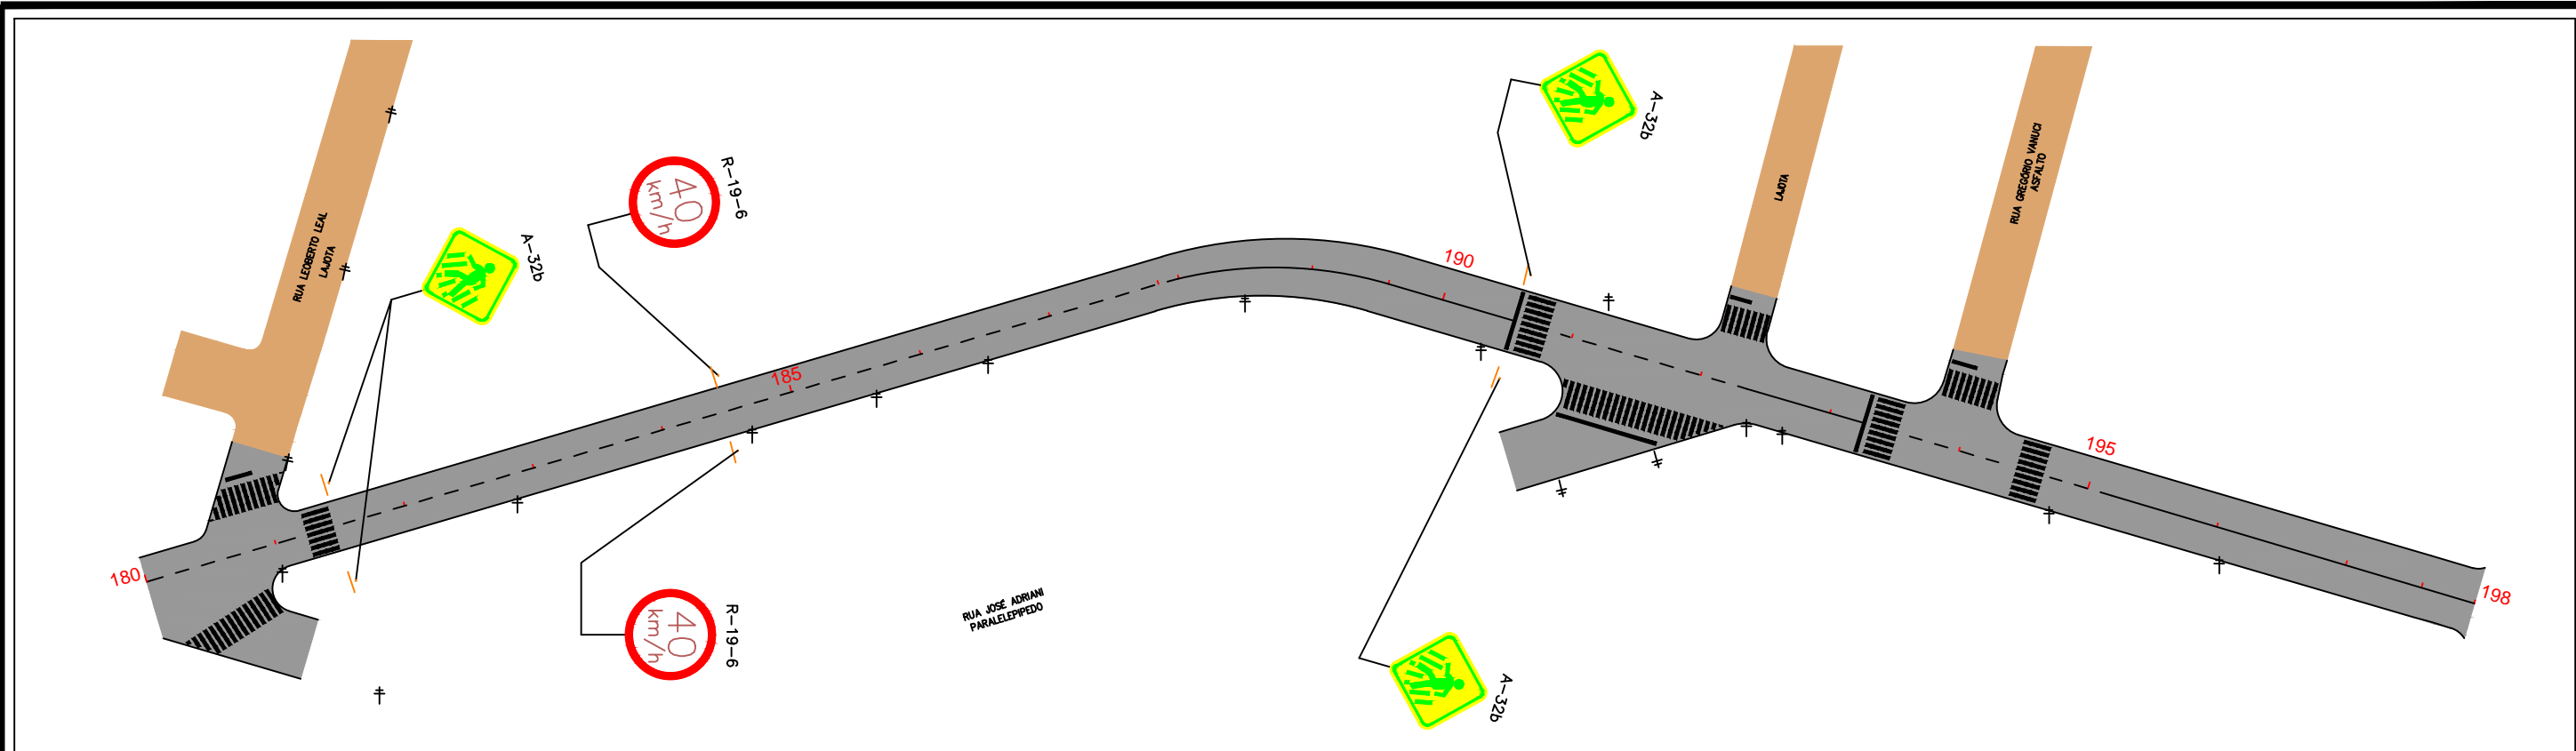 RUA LEOBERTO LEAL
LAJOTA
A-32b
40
km/h
R-19-6
A-32b
LAJOTA
RUA GREGÓRIO VANUCI
ASFALTO
190
185
195
180
198
RUA JOSÉ ADRIANI
PARALELEPIPEDO
40
km/h
R-19-6
A-32b